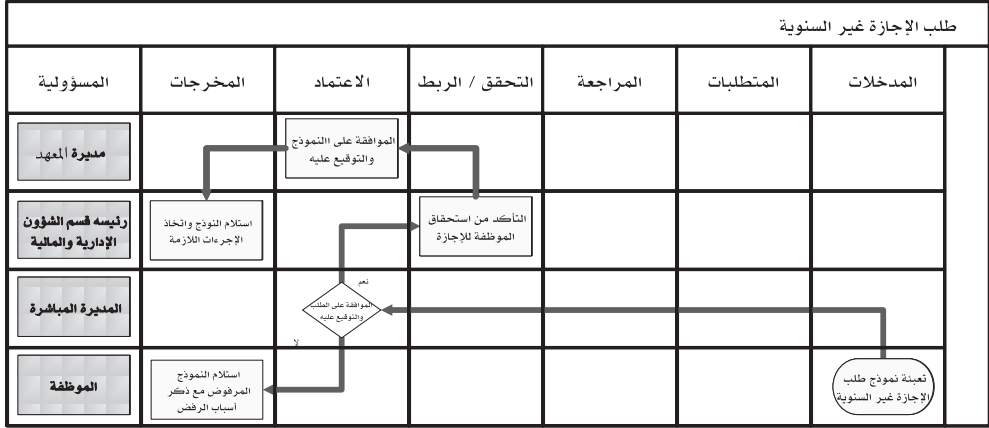 طلب الإجازة غير السنوية
المدخلات
المتطلبات
المراجعة
التحقق / الربط
الاعتماد
المخرجات
المسؤولية
الموافقة على االنموذج
والتوقيع عليه
مديرة المعهد
التأكد من استحقاق
الموظفة للإجازة
استلام النوذج واتخاذ
الإجرءات اللازمة
رئيسه قسم الشؤون
الإدارية والمالية
نعم
الموافقة على الطلب
والتوقيع عليه
لا
المديرة المباشرة
تعبئة نموذج طلب
الإجازة غير السنوية
استلام النموذج
المرفوض مع ذكر
أسباب الرفض
الموظفة